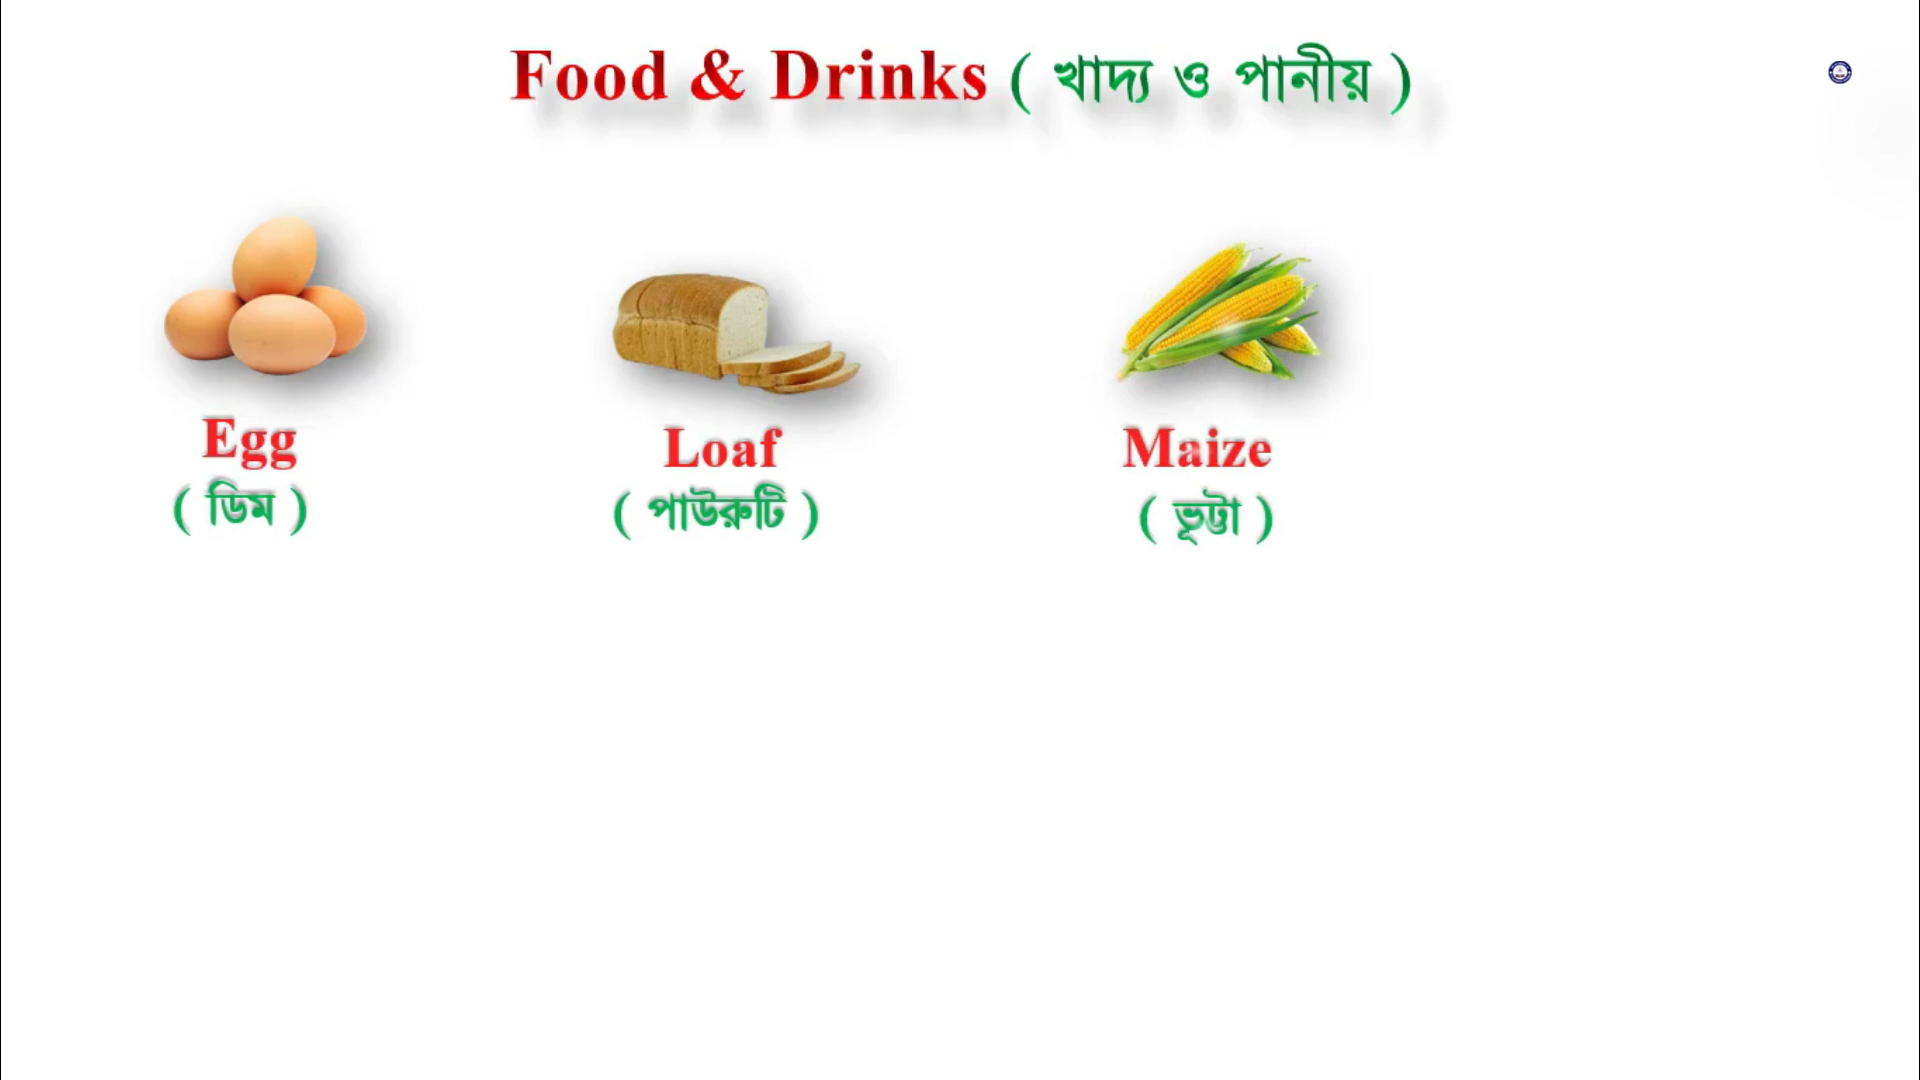 Food & Drinks ( খাদ্য ও পানীয় )
Egg
( ডিম )
Loaf
( পাউরুটি )
Maize
( ভূট্টা )